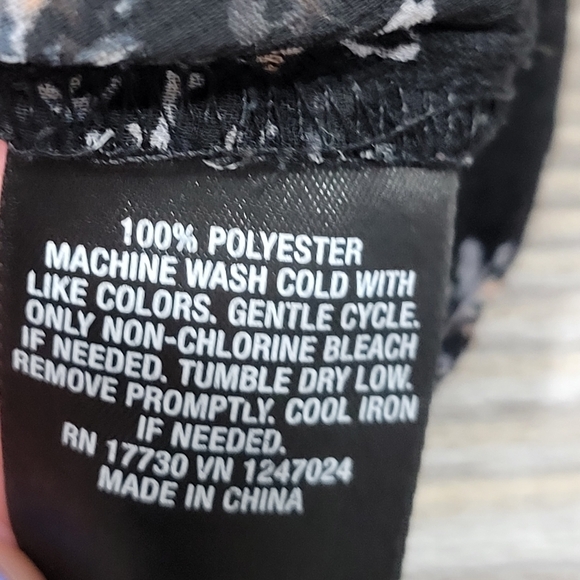 100% POLYESTER
MACHINE WASH COLD WITH
LIKE COLORS. GENTLE CYCLE.
ONLY NON-CHLORINE BLEACH
IF NEEDED. TUMBLE DRY LOW.
REMOVE PROMPTLY. COOL IRON
IF NEEDED.
RN 17730 VN 1247024
MADE IN CHINA